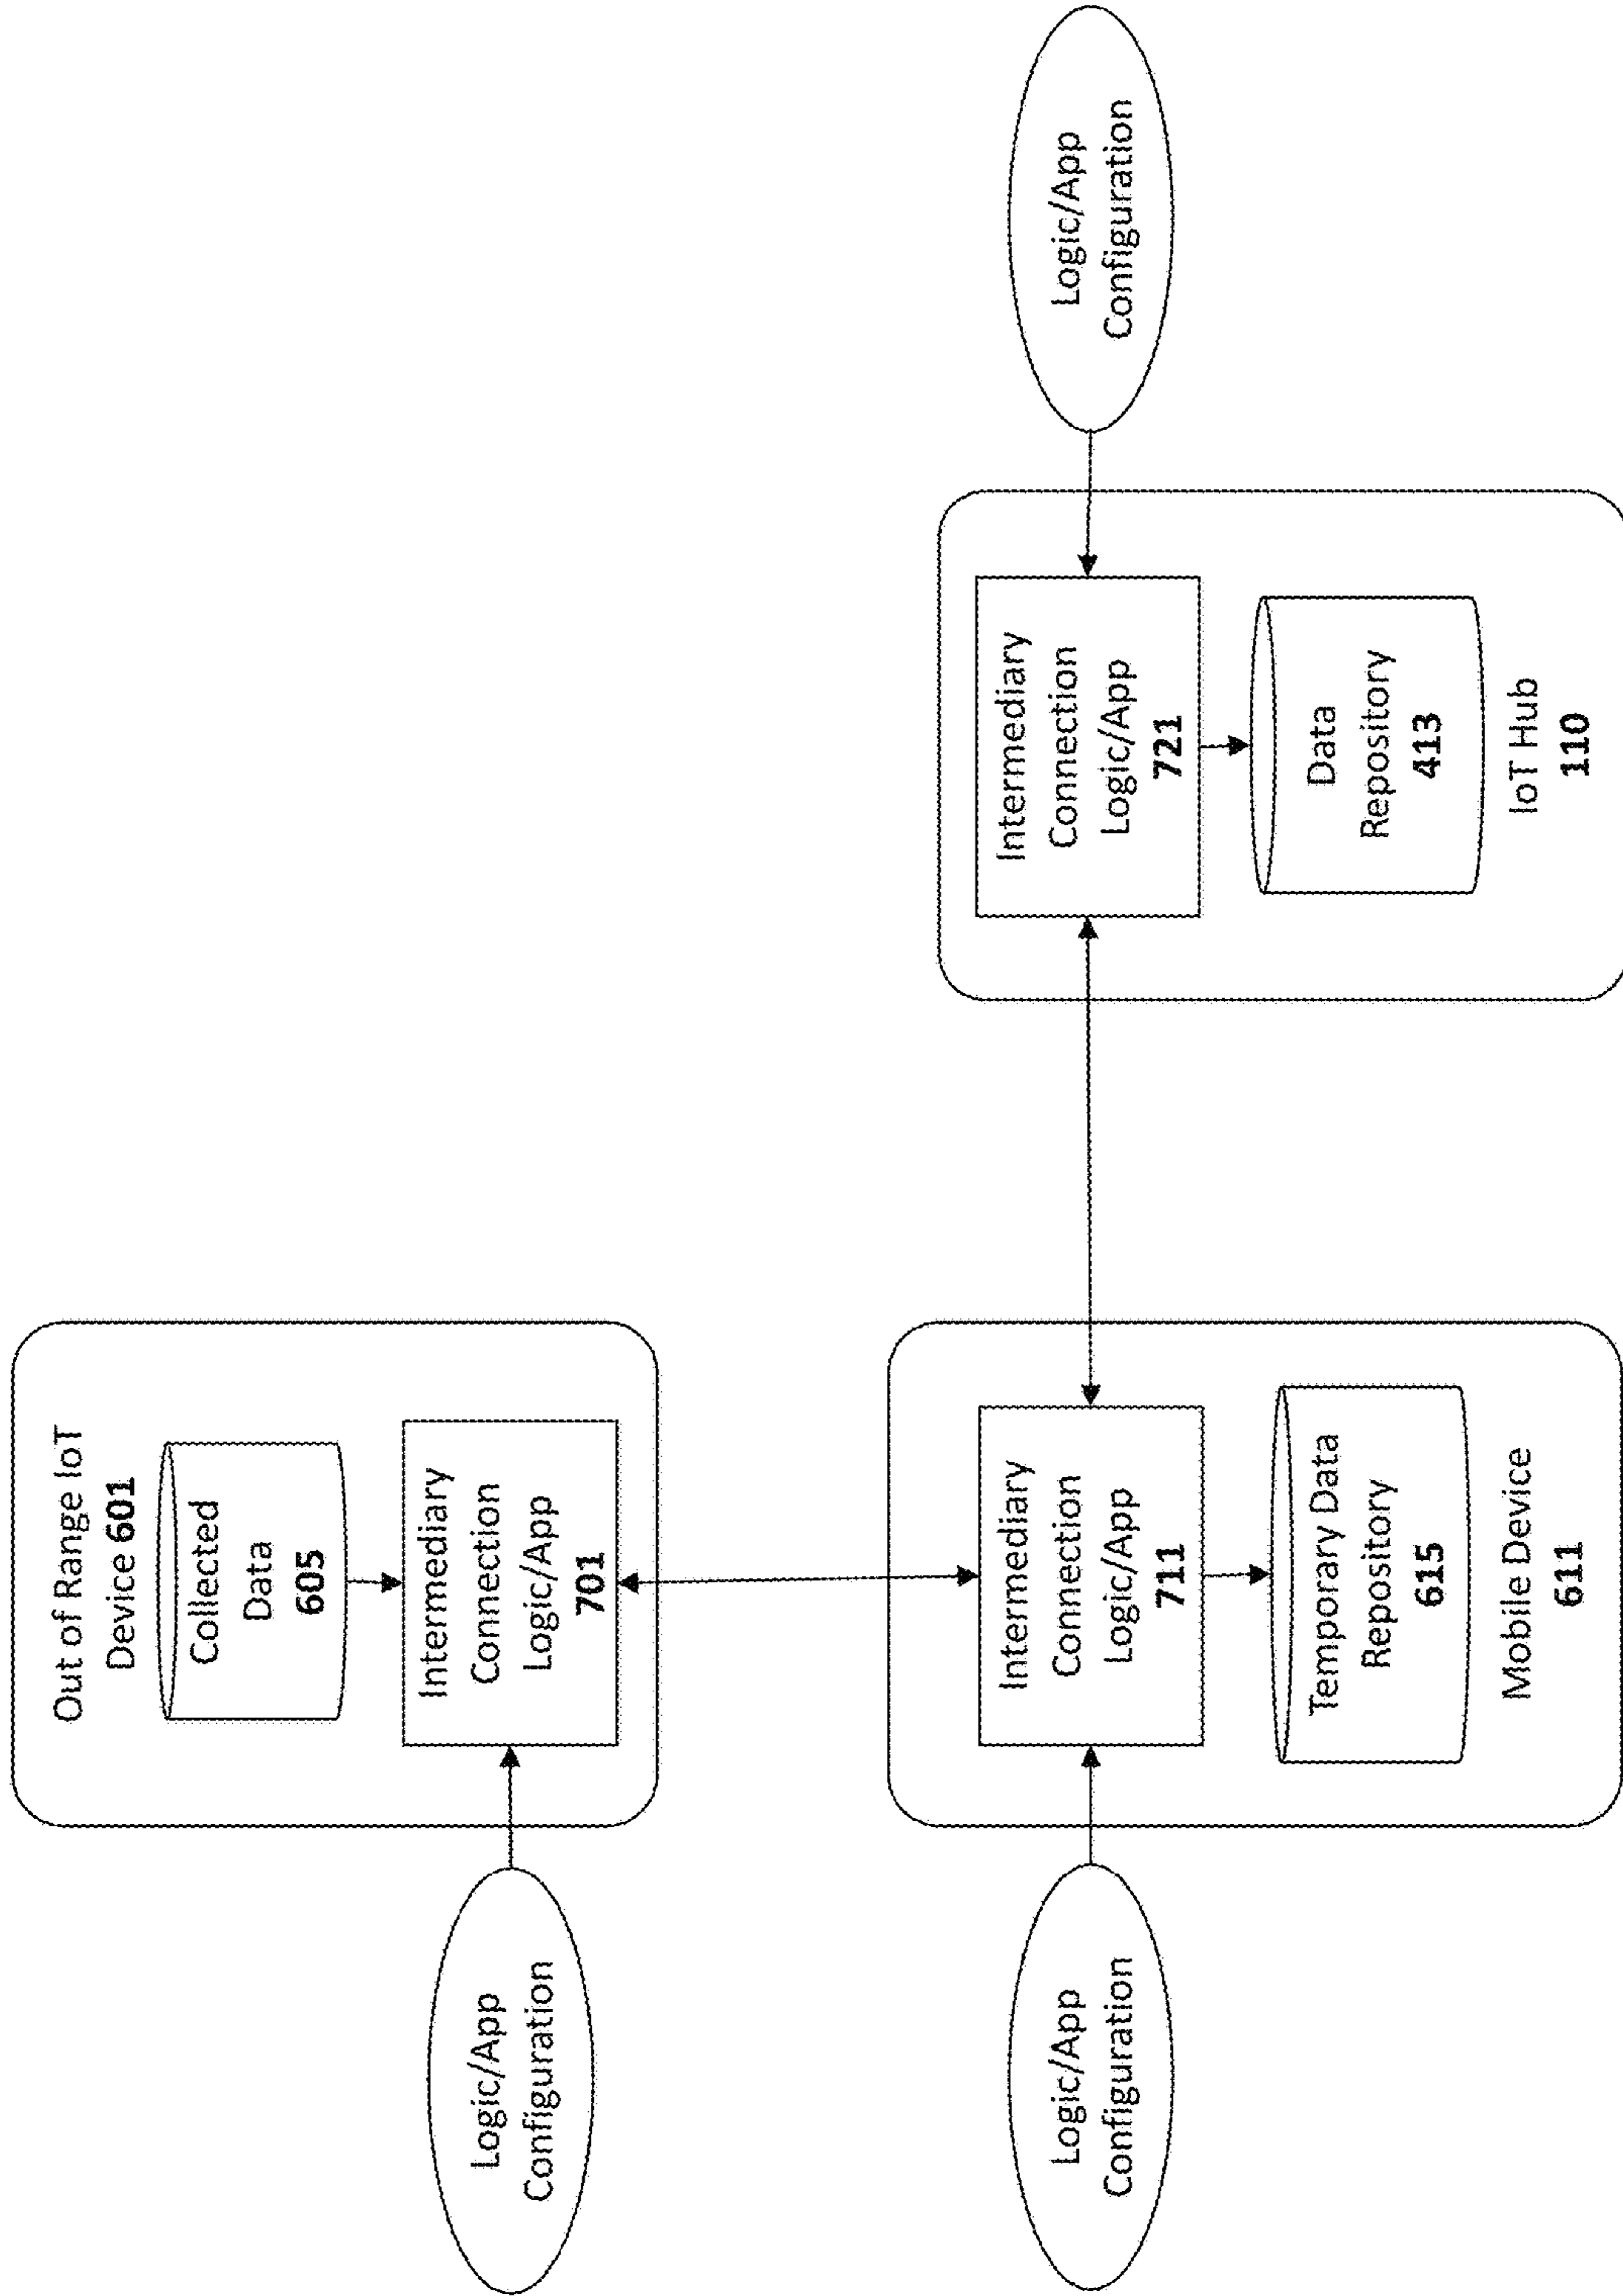 Out of Range IoT
Device 601
Collected
Data
605
Intermediary
Connection
Logic/App
701
Logic/App
Configuration
Logic/App
Configuration
Intermediary
Connection
Logic/App
711
Temporary Data
Repository
615
Mobile Device
611
Intermediary
Connection
Logic/App
721
Data
Repository
413
IoT Hub
110
Logic/App
Configuration